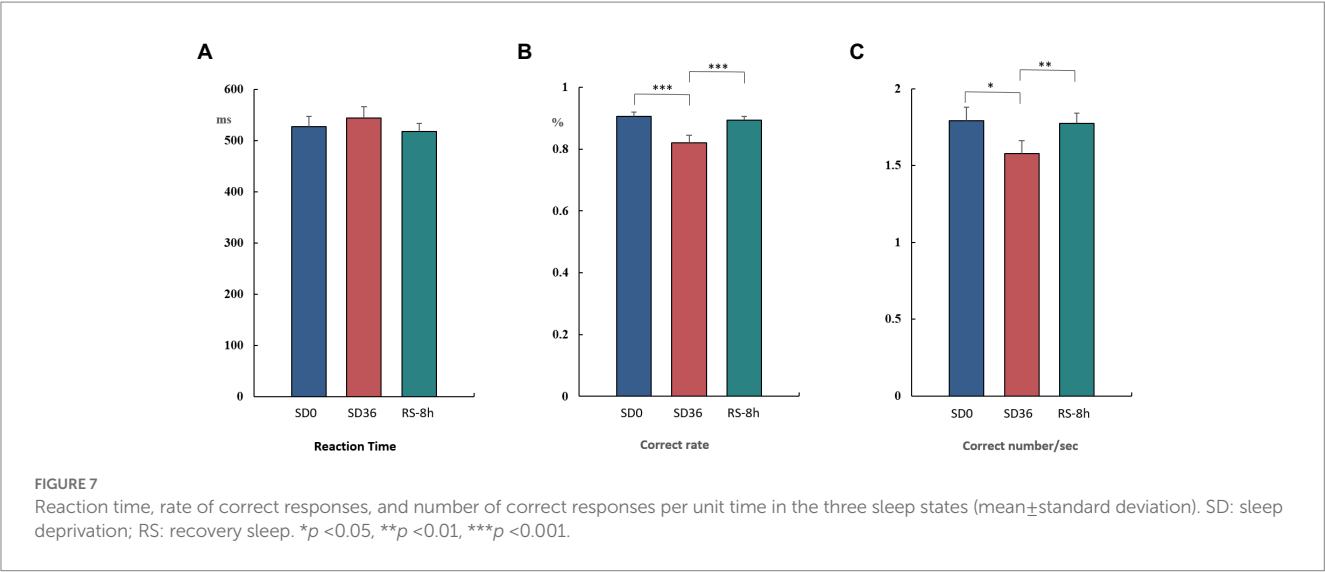 A
B
C
600
ms
500
400
300
200
100
0
SD0 SD36 RS-8h
Reaction Time
***
***
1
%
0.8
0.6
0.4
0.2
0
SD0 SD36 RS-8h
Correct rate
**
*
2
1.5
1
0.5
0
SD0 SD36 RS-8h
Correct number/sec
FIGURE 7
Reaction time, rate of correct responses, and number of correct responses per unit time in the three sleep states (mean±standard deviation). SD: sleep
deprivation; RS: recovery sleep. *p <0.05, **p <0.01, ***p <0.001.